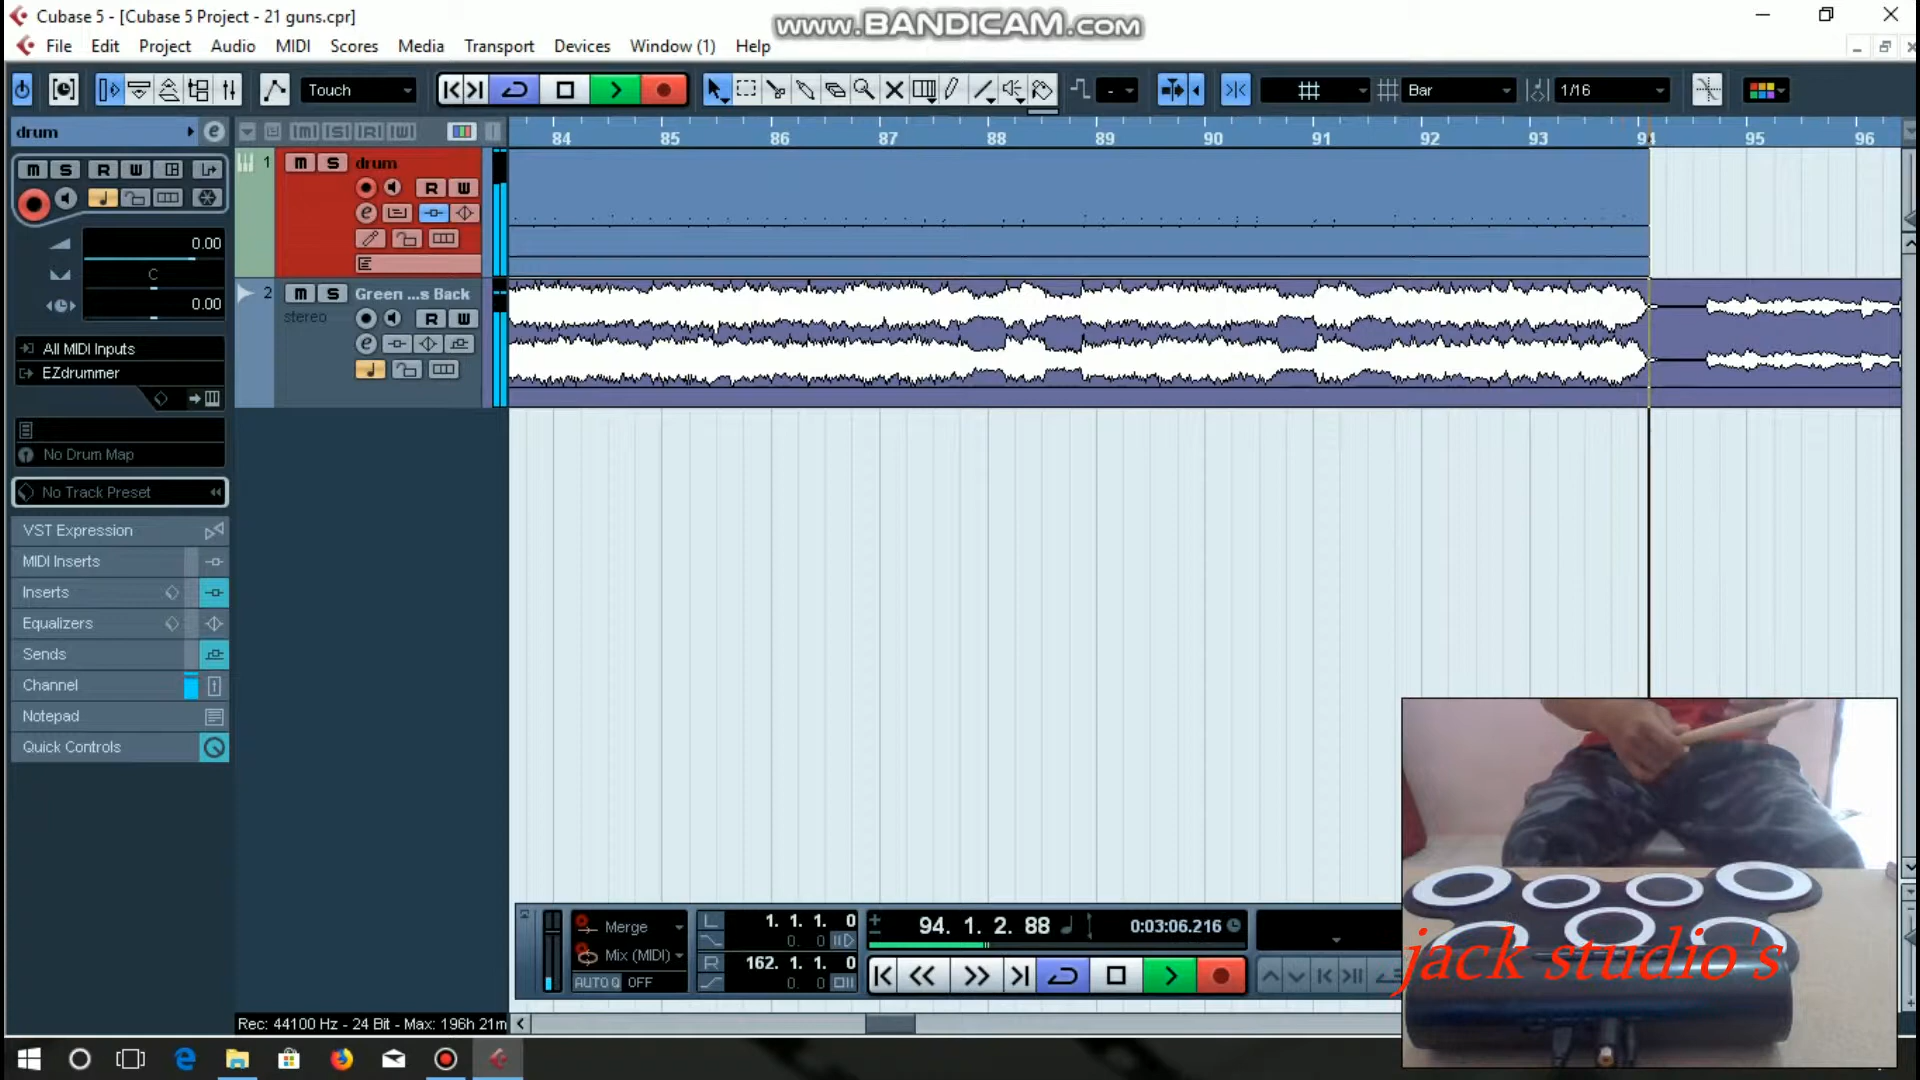 Cubase 5 - [Cubase 5 Project - 21 guns.cpr]
www.BANDICAM.com
File Edit Project Audio MIDI Scores Media Transport Devices Window (1) Help
Touch
-
Bar
1/16
drum
M S R W
0.00
C
0.00
All MIDI Inputs
EZdrummer
No Drum Map
No Track Preset
VST Expression
MIDI Inserts
Inserts
Equalizers
Sends
Channel
Notepad
Quick Controls
M S R W
84 85 86 87 88 89 90 91 92 93 94 95 96
1 M S drum
R W
2 M S Green ...s Back
stereo
R W
Merge
Mix (MIDI)
AUTO Q OFF
L 1. 1. 1. 0
0. 0
R 162. 1. 1. 0
0. 0
94. 1. 2. 88
0:03:06.216
Rec: 44100 Hz - 24 Bit - Max: 196h 21m
jack studio's